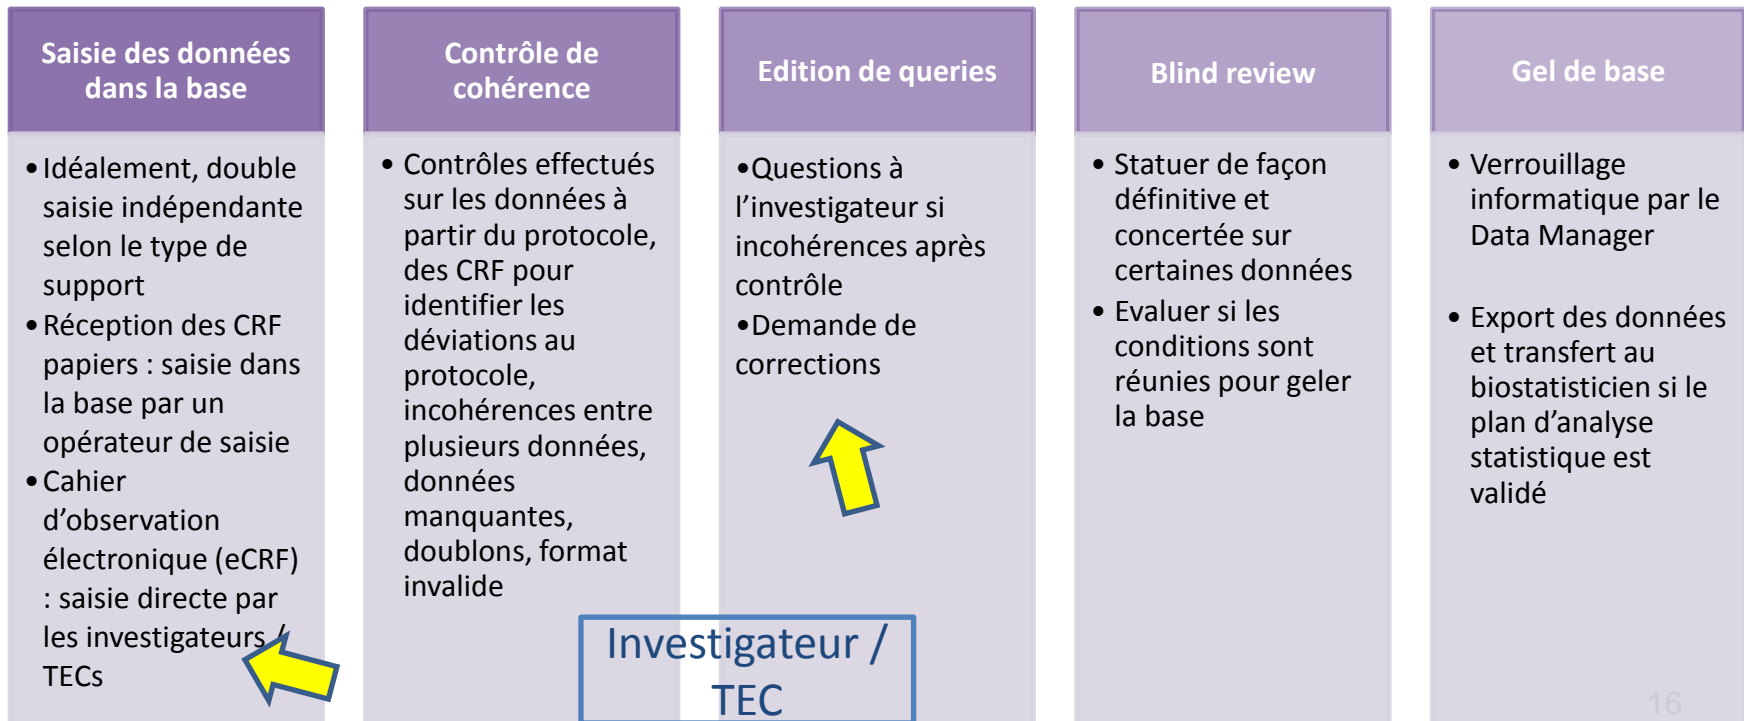 Saisie des données
dans la base
•Idéalement, double
saisie indépendante
selon le type de
support
•Réception des CRF
papiers : saisie dans
la base par un
opérateur de saisie
•Cahier
d’observation
électronique (eCRF)
: saisie directe par
les investigateurs /
TECs
Contrôle de
cohérence
• Contrôles effectués
sur les données à
partir du protocole,
des CRF pour
identifier les
déviations au
protocole,
incohérences entre
plusieurs données,
données
manquantes,
doublons, format
invalide
Edition de queries
•Questions à
l’investigateur si
incohérences après
contrôle
•Demande de
corrections
Blind review
• Statuer de façon
définitive et
concertée sur
certaines données
• Evaluer si les
conditions sont
réunies pour geler
la base
Gel de base
• Verrouillage
informatique par le
Data Manager
• Export des données
et transfert au
biostatisticien si le
plan d’analyse
statistique est
validé
Investigateur /
TEC
16